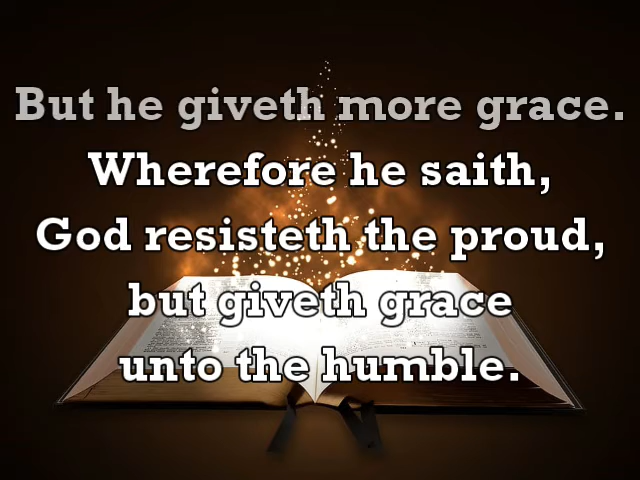 But he giveth more grace.
Wherefore he saith,
God resisteth the proud,
but giveth grace
unto the humble.